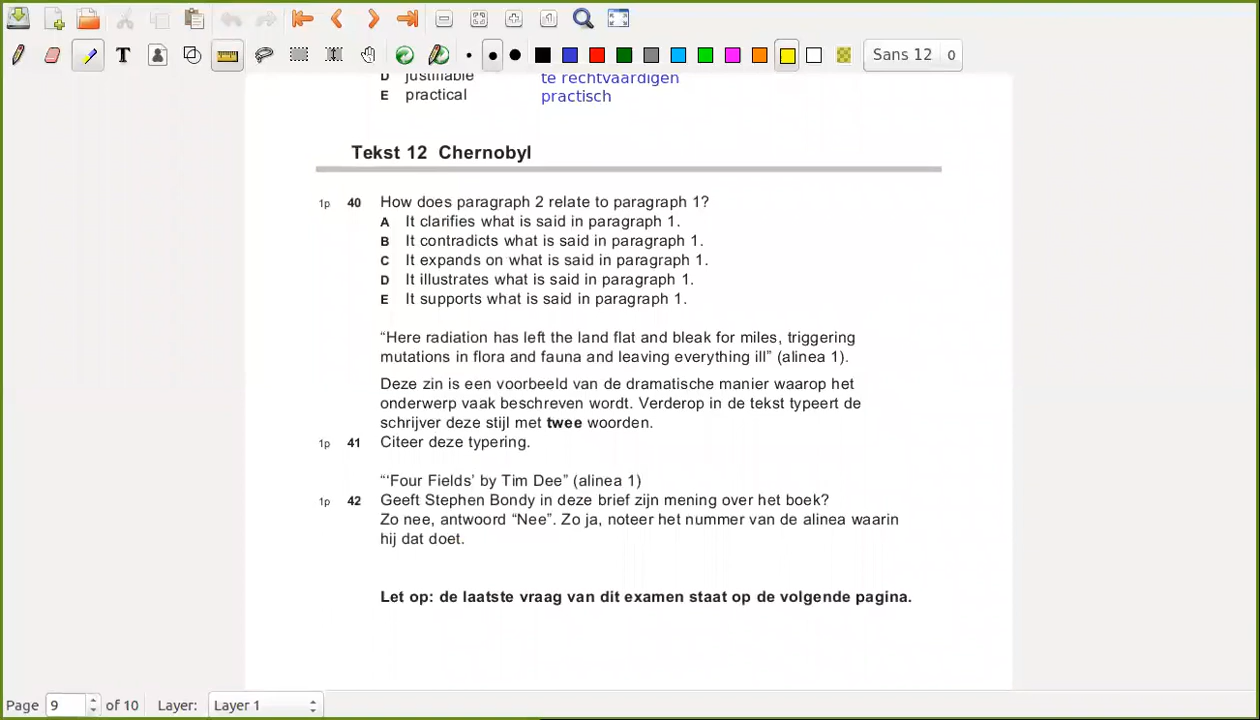 T
Sans 12 0
D justifiable te rechtvaardigen
E practical practisch
Tekst 12 Chernobyl
1p 40 How does paragraph 2 relate to paragraph 1?
A It clarifies what is said in paragraph 1.
B It contradicts what is said in paragraph 1.
C It expands on what is said in paragraph 1.
D It illustrates what is said in paragraph 1.
E It supports what is said in paragraph 1.
“Here radiation has left the land flat and bleak for miles, triggering
mutations in flora and fauna and leaving everything ill” (alinea 1).
Deze zin is een voorbeeld van de dramatische manier waarop het
onderwerp vaak beschreven wordt. Verderop in de tekst typeert de
schrijver deze stijl met twee woorden.
1p 41 Citeer deze typering.
“‘Four Fields’ by Tim Dee” (alinea 1)
1p 42 Geeft Stephen Bondy in deze brief zijn mening over het boek?
Zo nee, antwoord “Nee”. Zo ja, noteer het nummer van de alinea waarin
hij dat doet.
Let op: de laatste vraag van dit examen staat op de volgende pagina.
Page 9 of 10 Layer: Layer 1